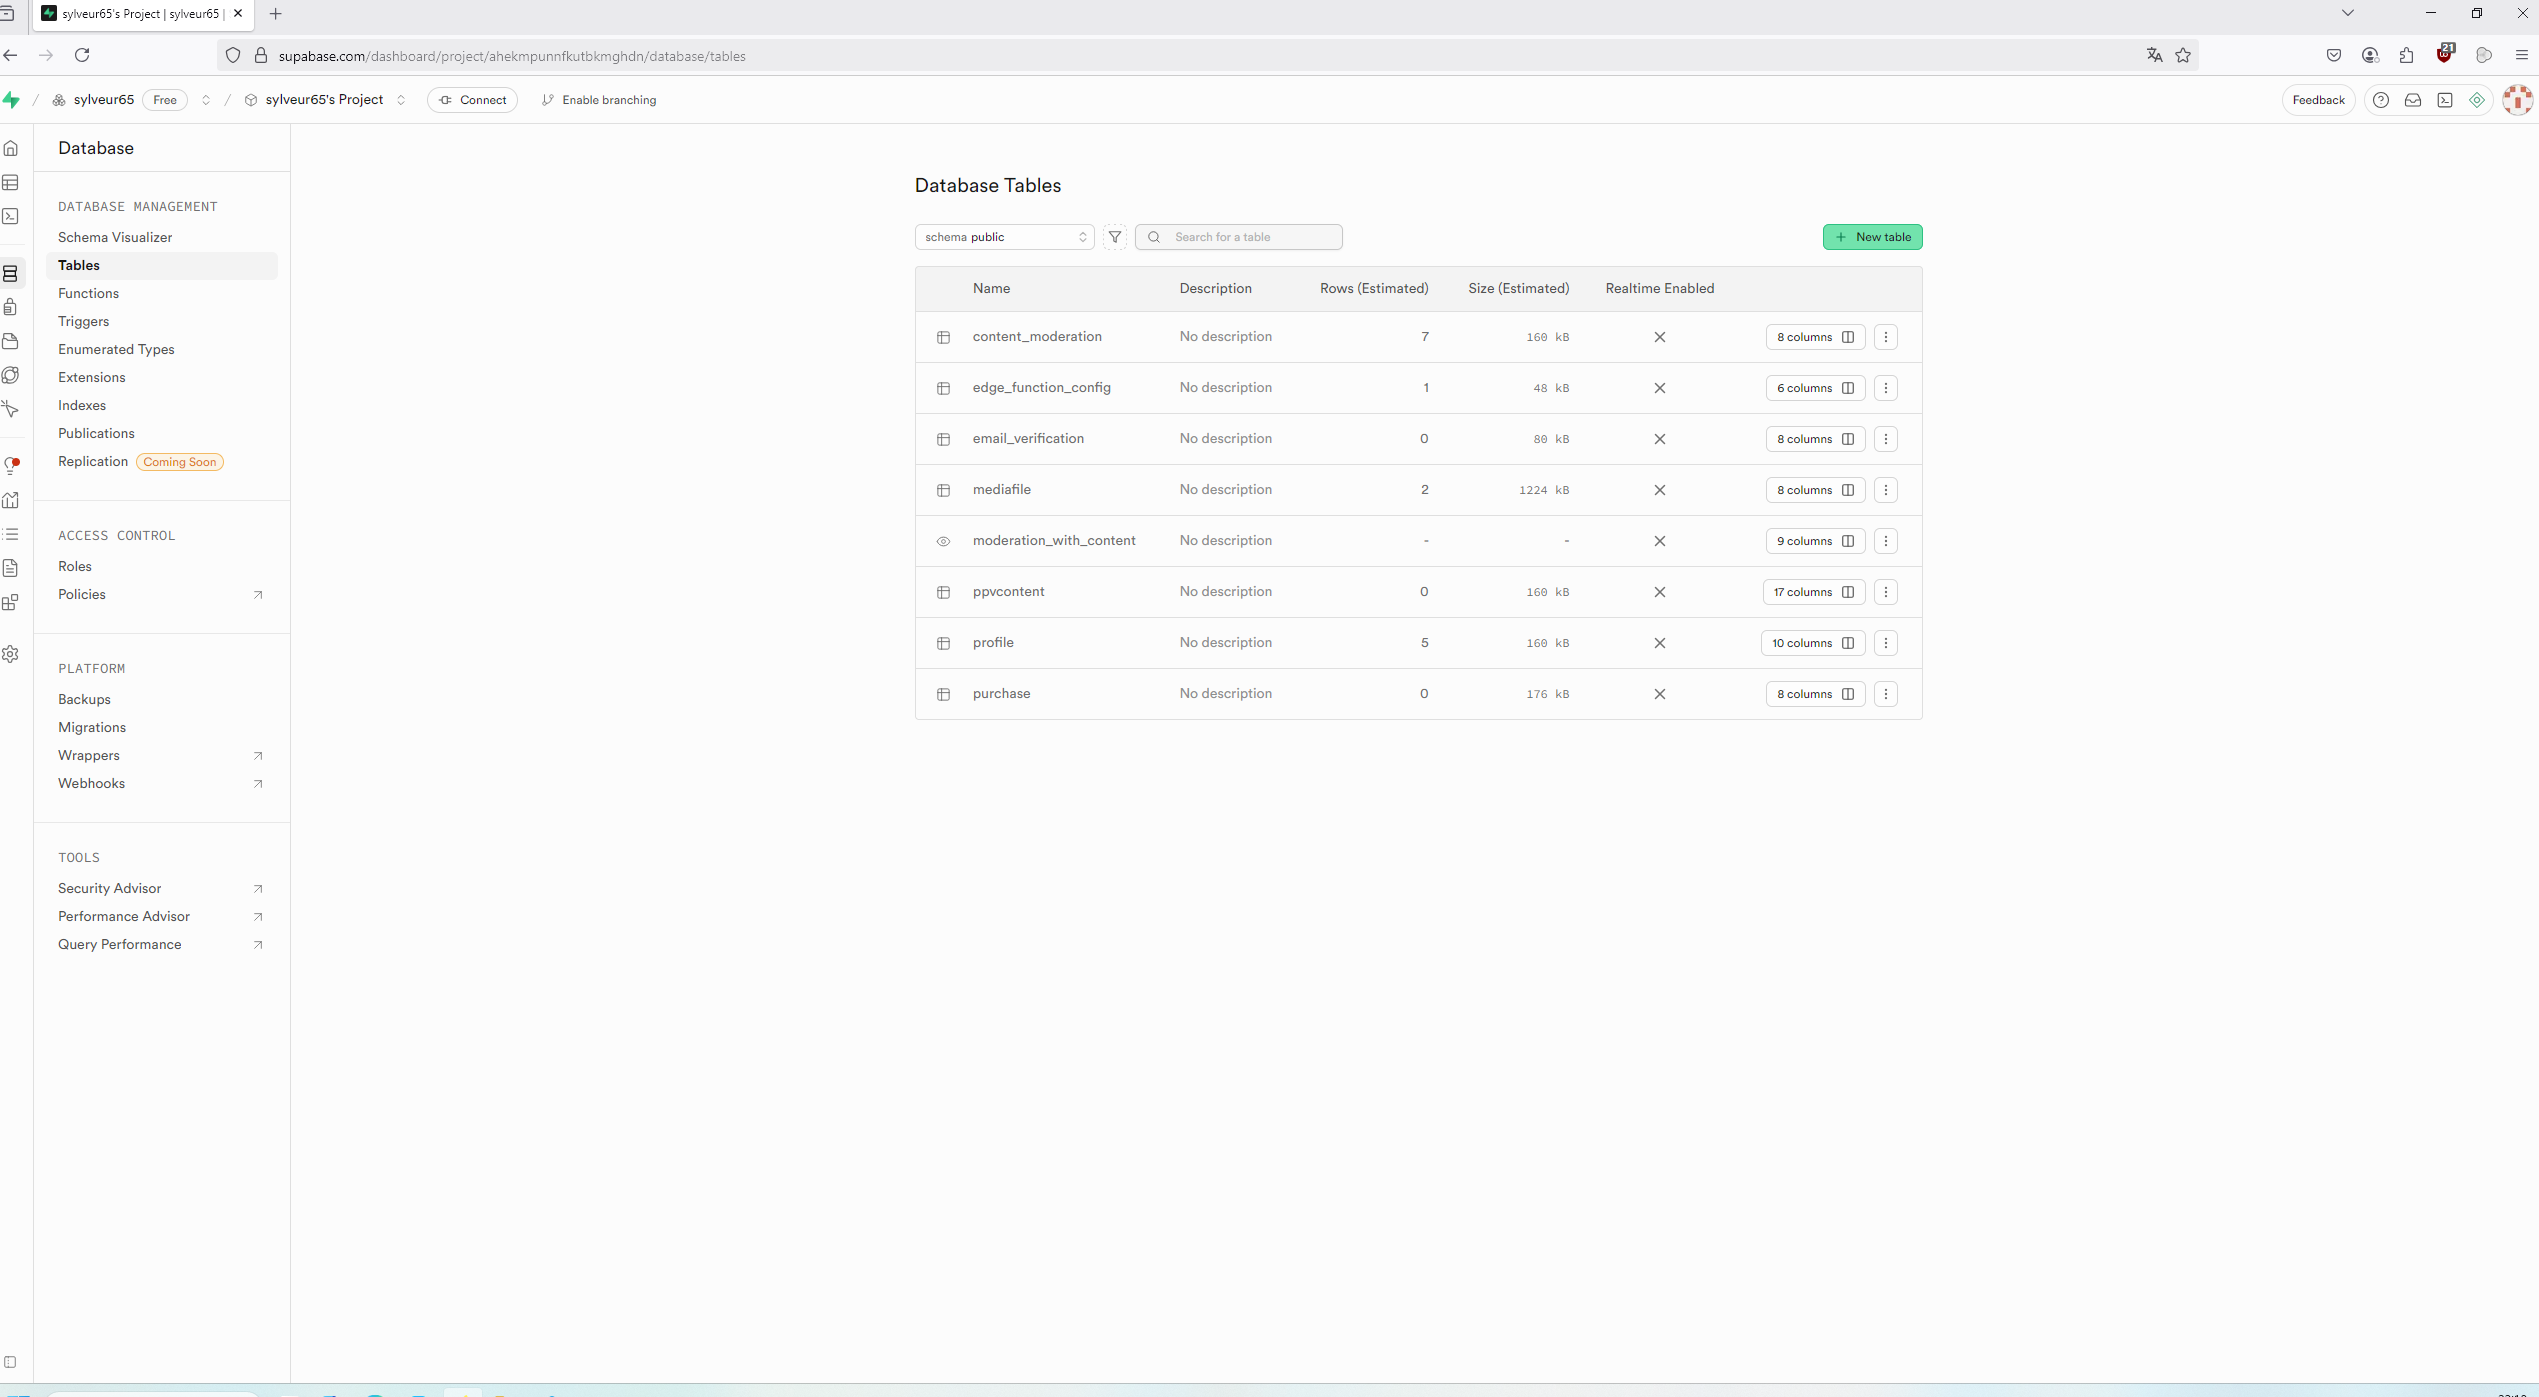 sylveur65's Project | sylveur65 |
supabase.com/dashboard/project/ahekmpunnfkutbkmghdn/database/tables
21
sylveur65 Free sylveur65's Project Connect Enable branching Feedback
Database
DATABASE MANAGEMENT
Schema Visualizer
Tables
Functions
Triggers
Enumerated Types
Extensions
Indexes
Publications
Replication Coming Soon
ACCESS CONTROL
Roles
Policies
PLATFORM
Backups
Migrations
Wrappers
Webhooks
TOOLS
Security Advisor
Performance Advisor
Query Performance
Database Tables
schema public Search for a table New table
Name Description Rows (Estimated) Size (Estimated) Realtime Enabled
content_moderation No description 7 160 kB 8 columns
edge_function_config No description 1 48 kB 6 columns
email_verification No description 0 80 kB 8 columns
mediafile No description 2 1224 kB 8 columns
moderation_with_content No description - - 9 columns
ppvcontent No description 0 160 kB 17 columns
profile No description 5 160 kB 10 columns
purchase No description 0 176 kB 8 columns